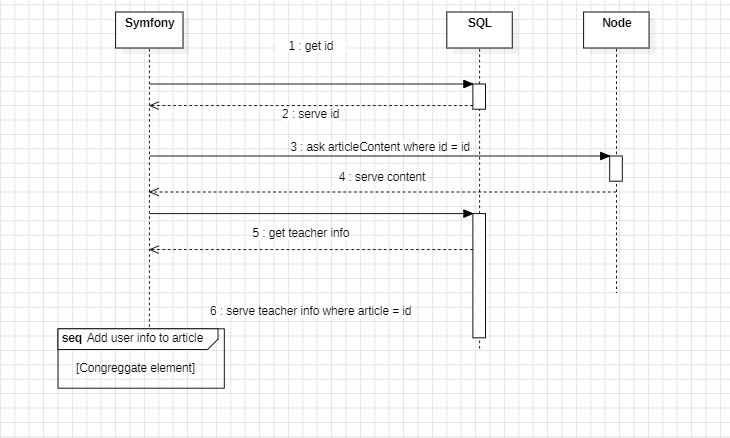 Symfony
SQL
Node
1 : get id
2 : serve id
3 : ask articleContent where id = id
4 : serve content
5 : get teacher info
6 : serve teacher info where article = id
seq Add user info to article
[Congreggate element]